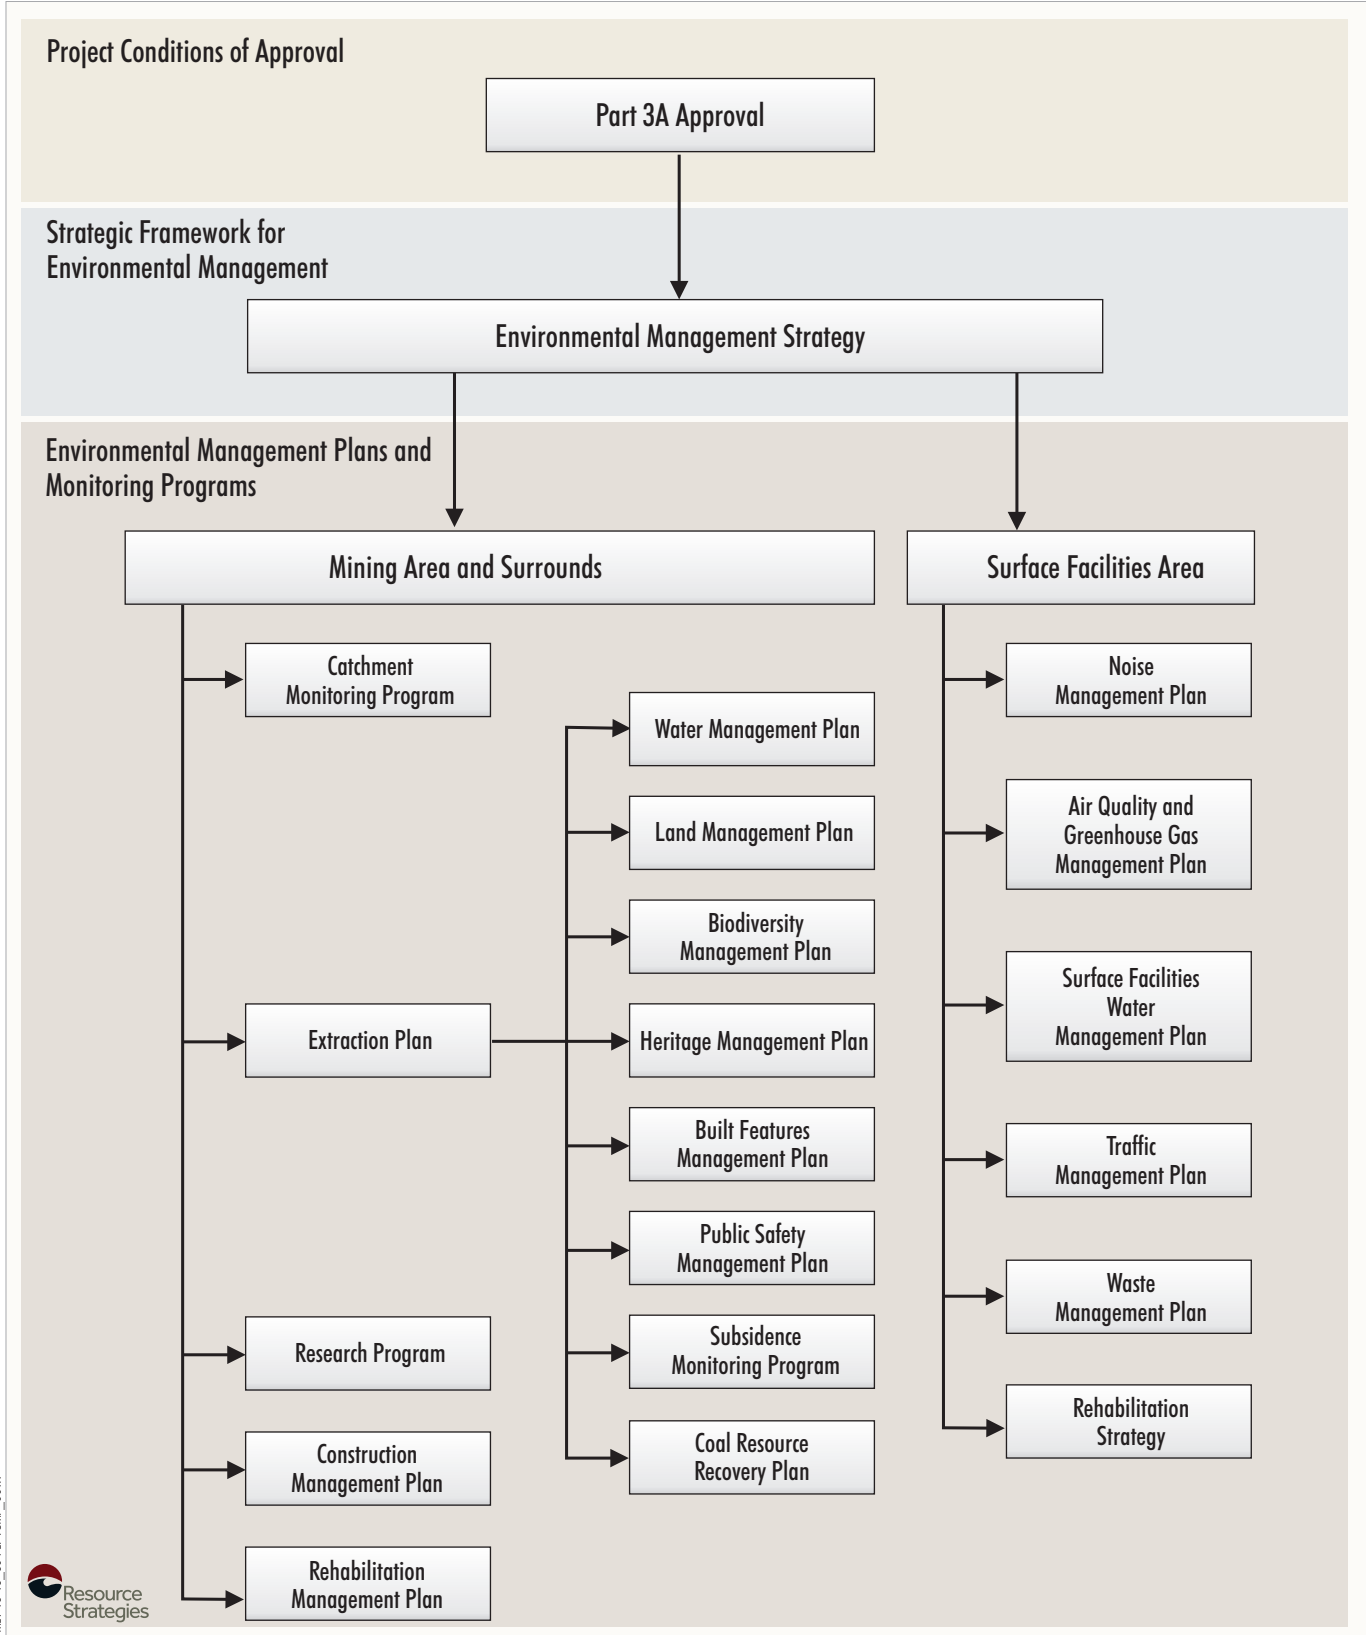 Project Conditions of Approval
Part 3A Approval
Strategic Framework for
Environmental Management
Environmental Management Strategy
Environmental Management Plans and
Monitoring Programs
Mining Area and Surrounds
Surface Facilities Area
Catchment
Monitoring Program
Extraction Plan
Research Program
Construction
Management Plan
Rehabilitation
Management Plan
Water Management Plan
Land Management Plan
Biodiversity
Management Plan
Heritage Management Plan
Built Features
Management Plan
Public Safety
Management Plan
Subsidence
Monitoring Program
Coal Resource
Recovery Plan
Noise
Management Plan
Air Quality and
Greenhouse Gas
Management Plan
Surface Facilities
Water
Management Plan
Traffic
Management Plan
Waste
Management Plan
Rehabilitation
Strategy
Resource
Strategies